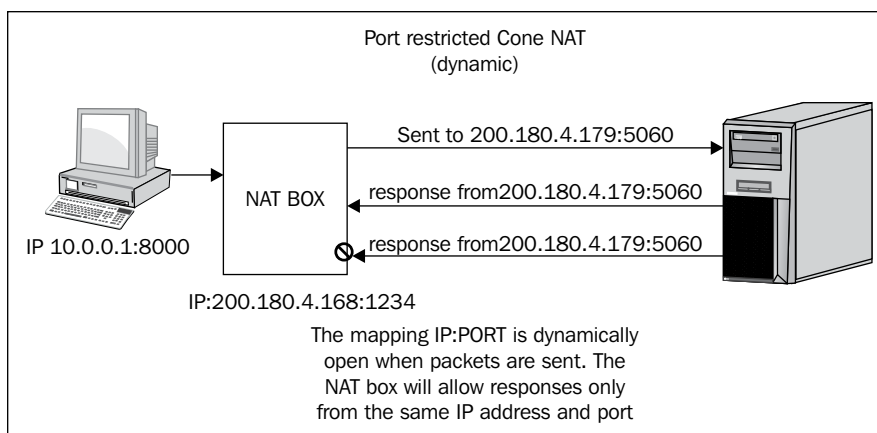 Port restricted Cone NAT
(dynamic)
Sent to 200.180.4.179:5060
NAT BOX
response from200.180.4.179:5060
IP 10.0.0.1:8000
response from200.180.4.179:5060
IP:200.180.4.168:1234
The mapping IP:PORT is dynamically
open when packets are sent. The
NAT box will allow responses only
from the same IP address and port